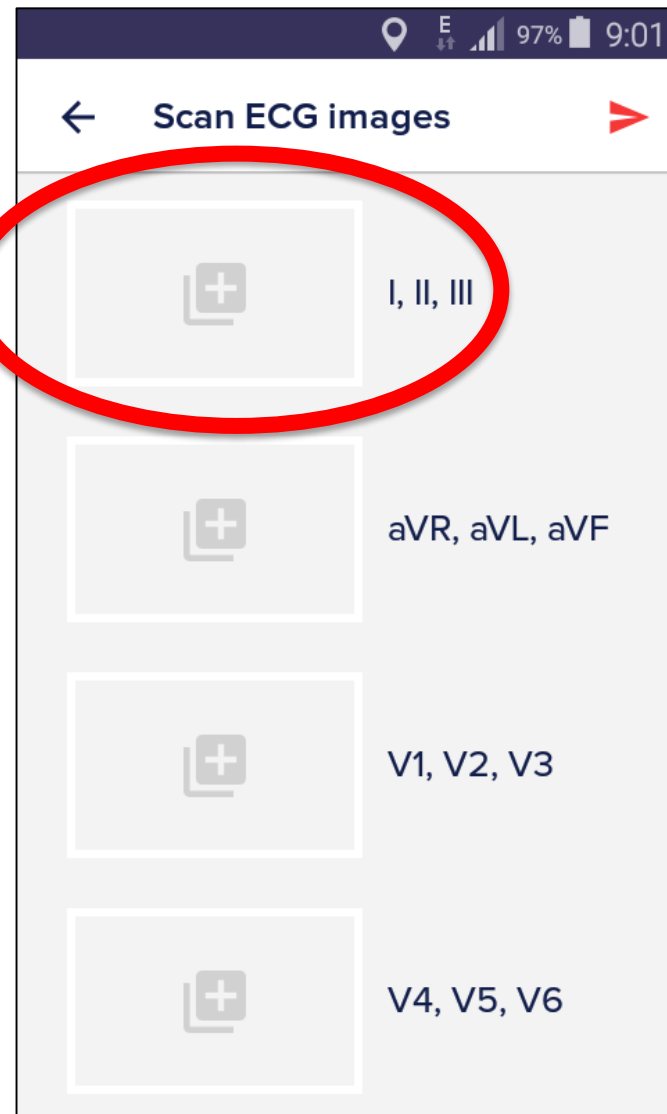 E 97% 9:01
Scan ECG images
I, II, III
aVR, aVL, aVF
V1, V2, V3
V4, V5, V6